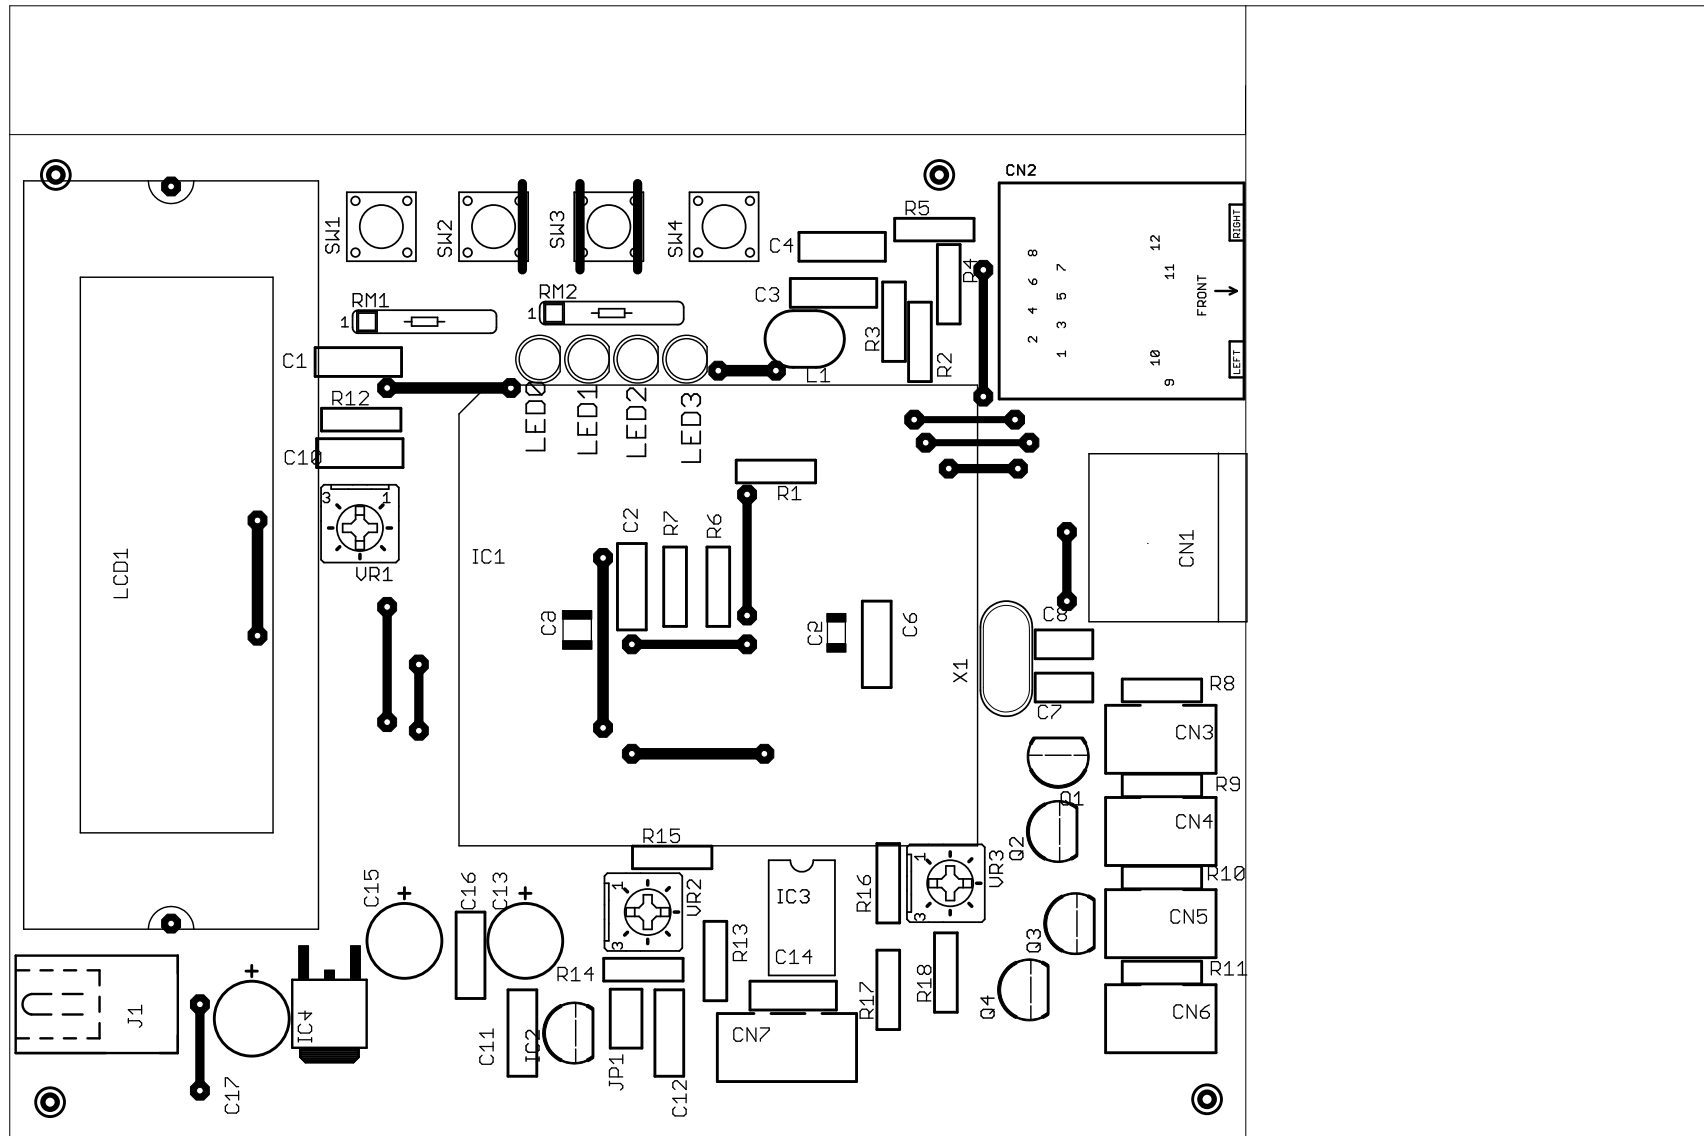 CN2
R5
SW1
SW2
SW3
SW4
C4
R4
8
6
4
2
7
5
3
1
12
11
10
9
RIGHT
FRONT
LEFT
RM1
1
RM2
1
C3
R3
R2
L1
C1
R12
C10
LED0
LED1
LED2
LED3
3
1
VR1
R1
C2
R7
R6
IC1
LCD1
CN1
C6
C8
X1
C7
R8
CN3
R9
Q1
CN4
Q2
R10
CN5
Q3
R11
CN6
Q4
R15
1
VR2
3
IC3
C14
R16
1
VR3
3
C15
+
C16
C13
+
R13
R14
R17
R18
J1
+
IC4
C17
C11
IC2
JP1
C12
CN7